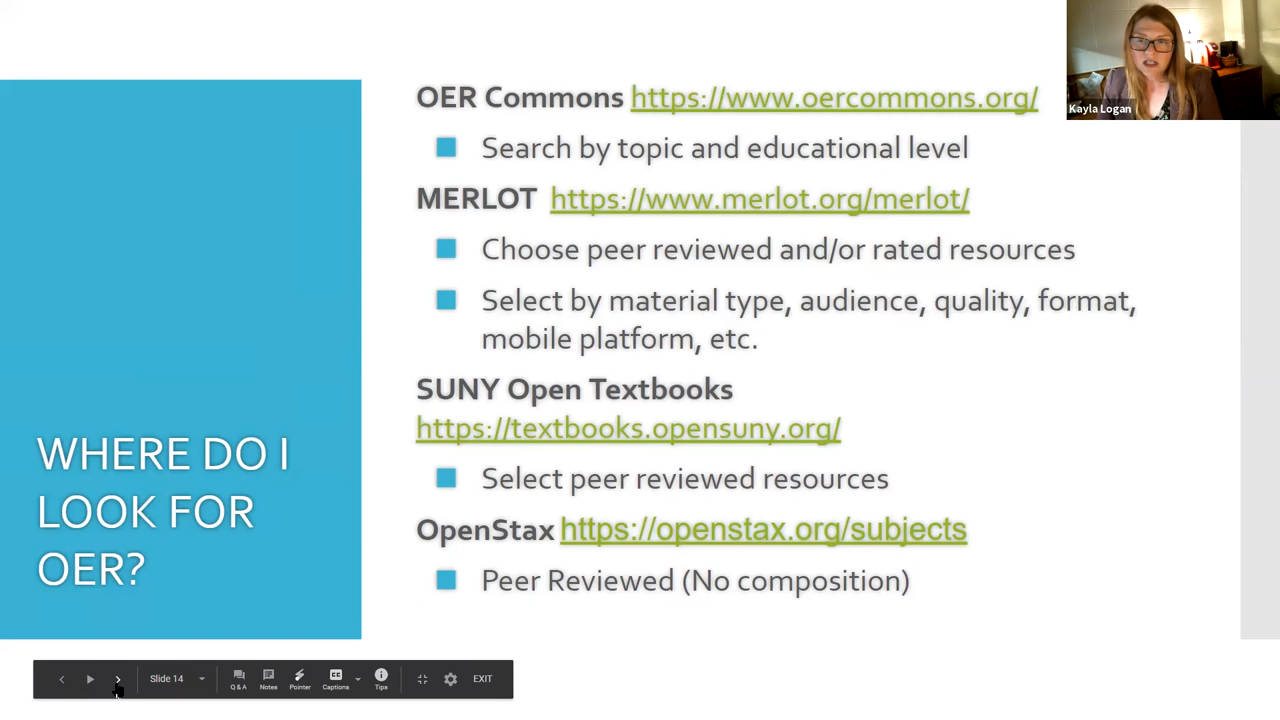 OER Commons https://www.oercommons.org/
Search by topic and educational level
MERLOT https://www.merlot.org/merlot/
Choose peer reviewed and/or rated resources
Select by material type, audience, quality, format,
mobile platform, etc.
SUNY Open Textbooks
https://textbooks.opensuny.org/
Select peer reviewed resources
OpenStax https://openstax.org/subjects
Peer Reviewed (No composition)
WHERE DO I
LOOK FOR
OER?
Kayla Logan
Slide 14
Q & A
Notes
Pointer
CC
Captions
Tips
EXIT